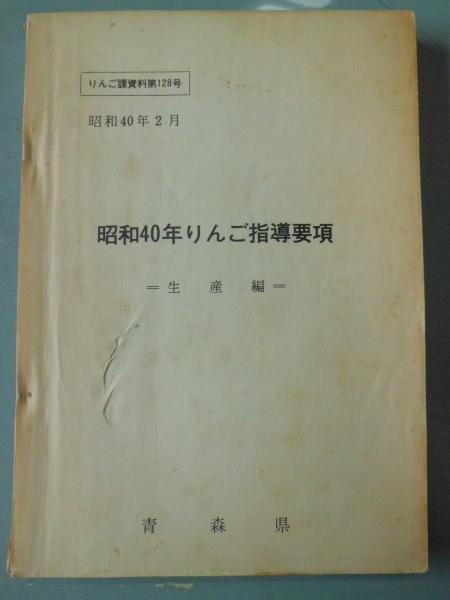 りんご課資料第128号
昭和40年2月
昭和40年りんご指導要項
＝生産編＝
青森県